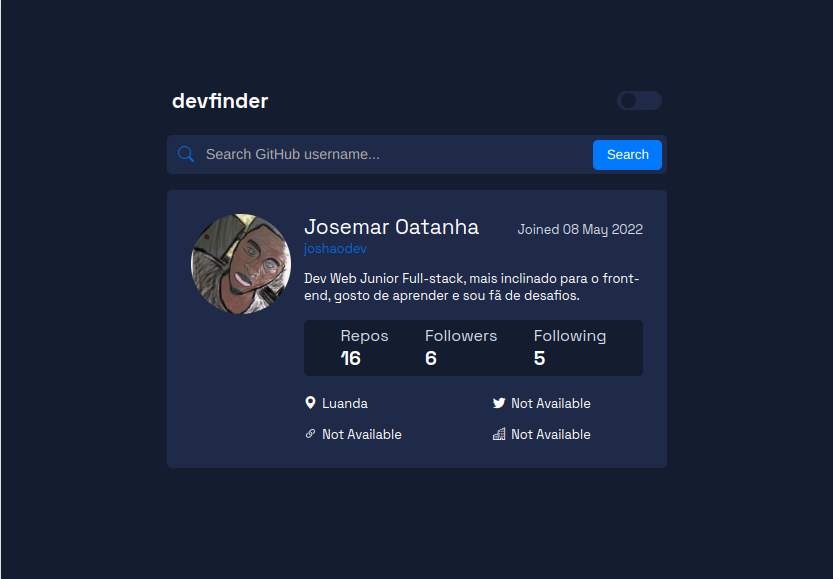 devfinder
Search GitHub username...
Search
Josemar Oatanha
Joined 08 May 2022
joshaodev
Dev Web Junior Full-stack, mais inclinado para o front-
end, gosto de aprender e sou fã de desafios.
Repos Followers Following
16 6 5
Luanda
Not Available
Not Available
Not Available